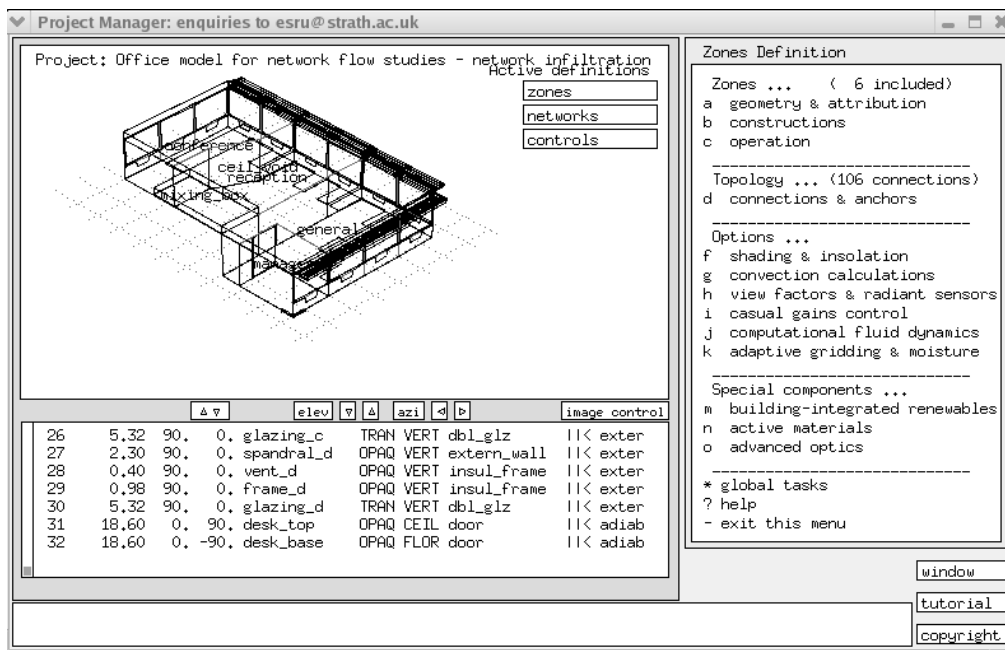 Project Manager: enquiries to esru@strath.ac.uk
Project: Office model for network flow studies - network infiltration
Active definitions
zones
networks
controls
conference
ceil_void
reception
mixing_box
general
manager
elev
azi
image control
26 5.32 90. 0. glazing_c TRAN VERT dbl_glz ||< exter
27 2.30 90. 0. spandral_d OPAQ VERT extern_wall ||< exter
28 0.40 90. 0. vent_d OPAQ VERT insul_frame ||< exter
29 0.98 90. 0. frame_d OPAQ VERT insul_frame ||< exter
30 5.32 90. 0. glazing_d TRAN VERT dbl_glz ||< exter
31 18.60 0. 90. desk_top OPAQ CEIL door ||< adiab
32 18.60 0. -90. desk_base OPAQ FLOR door ||< adiab
Zones Definition
Zones ... ( 6 included)
a geometry & attribution
b constructions
c operation
Topology ... (106 connections)
d connections & anchors
Options ...
f shading & insolation
g convection calculations
h view factors & radiant sensors
i casual gains control
j computational fluid dynamics
k adaptive gridding & moisture
Special components ...
m building-integrated renewables
n active materials
o advanced optics
* global tasks
? help
- exit this menu
window
tutorial
copyright